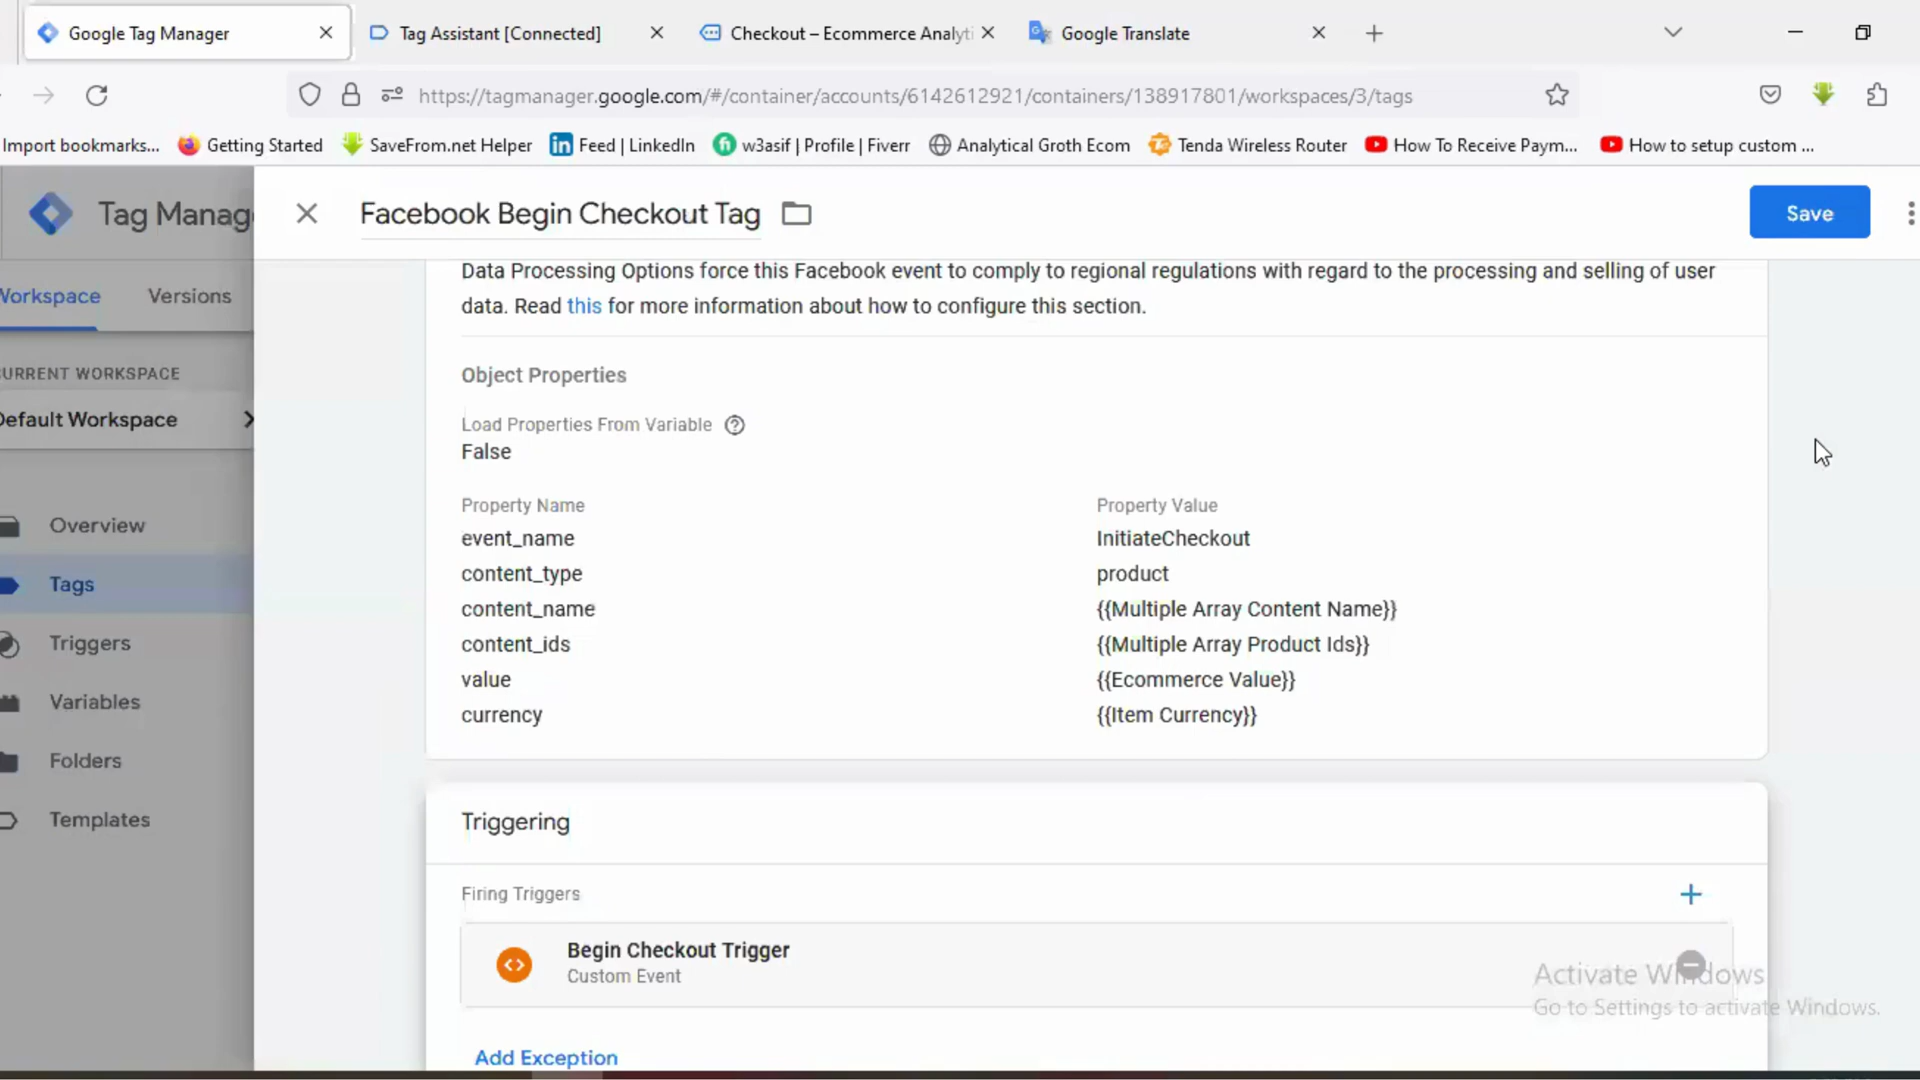 Google Tag Manager
Tag Assistant [Connected]
Checkout – Ecommerce Analyti
Google Translate
https://tagmanager.google.com/#/container/accounts/6142612921/containers/138917801/workspaces/3/tags
Import bookmarks...
Getting Started
SaveFrom.net Helper
Feed | LinkedIn
w3asif | Profile | Fiverr
Analytical Groth Ecom
Tenda Wireless Router
How To Receive Paym...
How to setup custom ...
Tag Manag
Facebook Begin Checkout Tag
Save
Workspace
Versions
CURRENT WORKSPACE
Default Workspace
Overview
Tags
Triggers
Variables
Folders
Templates
Data Processing Options force this Facebook event to comply to regional regulations with regard to the processing and selling of user
data. Read this for more information about how to configure this section.
Object Properties
Load Properties From Variable
False
Property Name
Property Value
event_name
InitiateCheckout
content_type
product
content_name
{{Multiple Array Content Name}}
content_ids
{{Multiple Array Product Ids}}
value
{{Ecommerce Value}}
currency
{{Item Currency}}
Triggering
Firing Triggers
Begin Checkout Trigger
Custom Event
Add Exception
Activate Windows
Go to Settings to activate Windows.